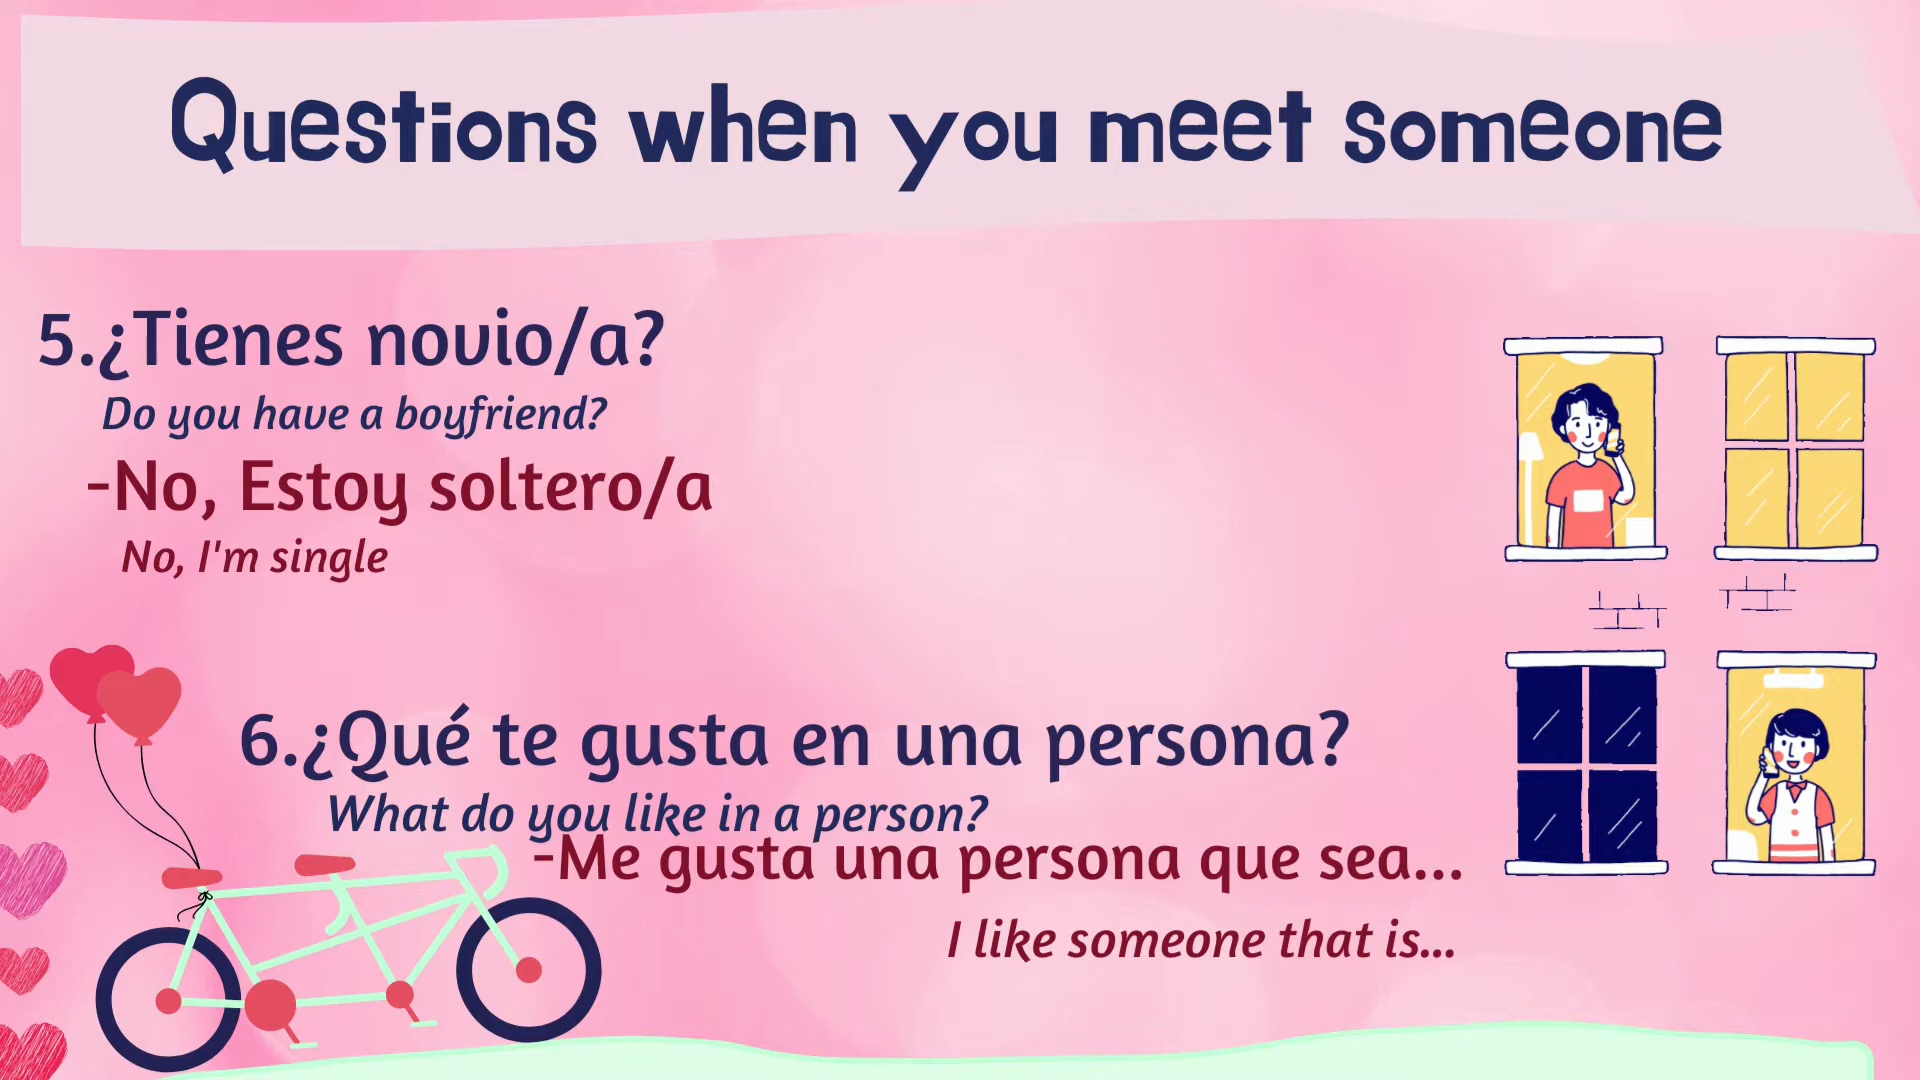 Questions when you meet someone
5.¿Tienes novio/a?
Do you have a boyfriend?
-No, Estoy soltero/a
No, I'm single
6.¿Qué te gusta en una persona?
What do you like in a person?
-Me gusta una persona que sea...
I like someone that is...